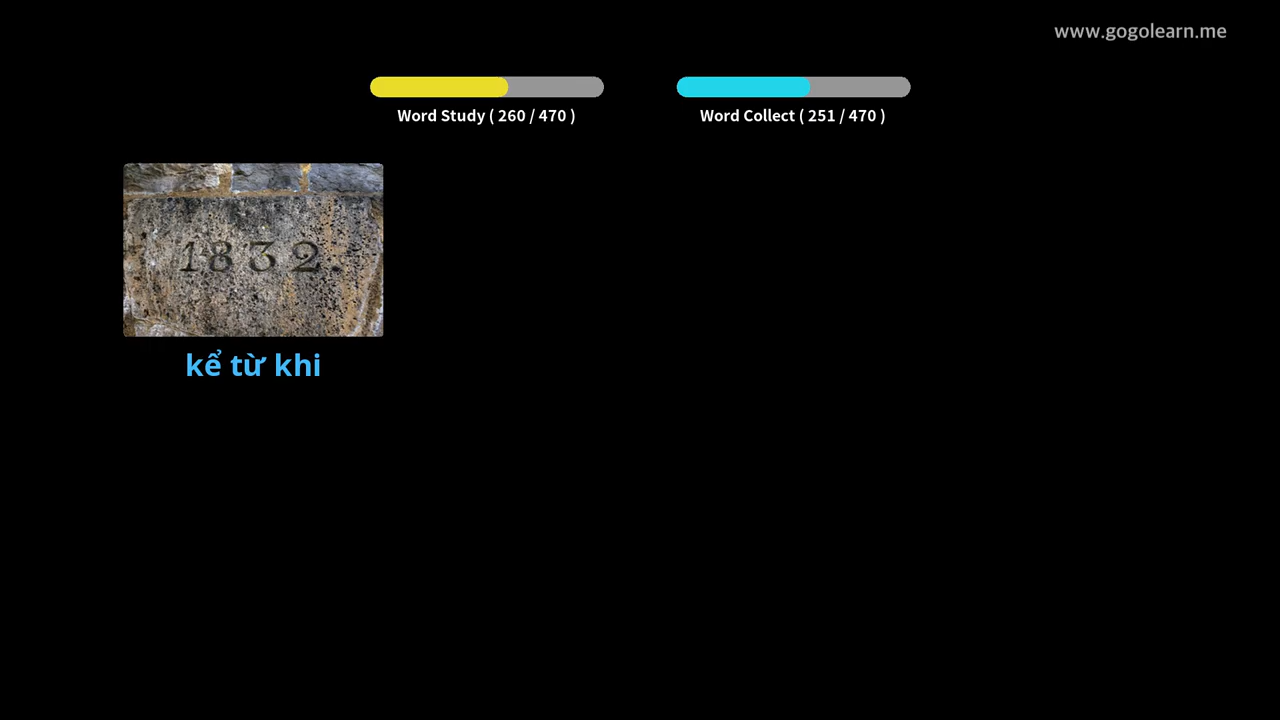 www.gogolearn.me
Word Study ( 260 / 470 )
Word Collect ( 251 / 470 )
1832.
kể từ khi